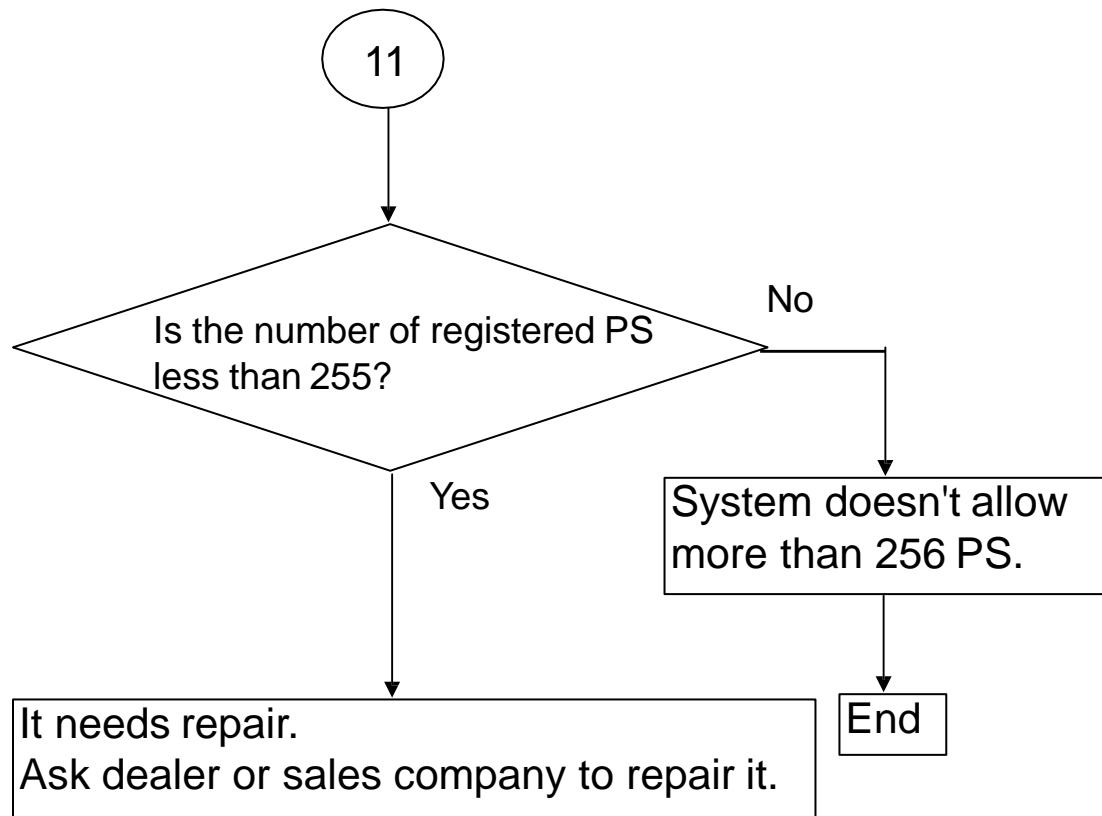 11
Is the number of registered PS
less than 255?
No
Yes
System doesn't allow
more than 256 PS.
It needs repair.
Ask dealer or sales company to repair it.
End